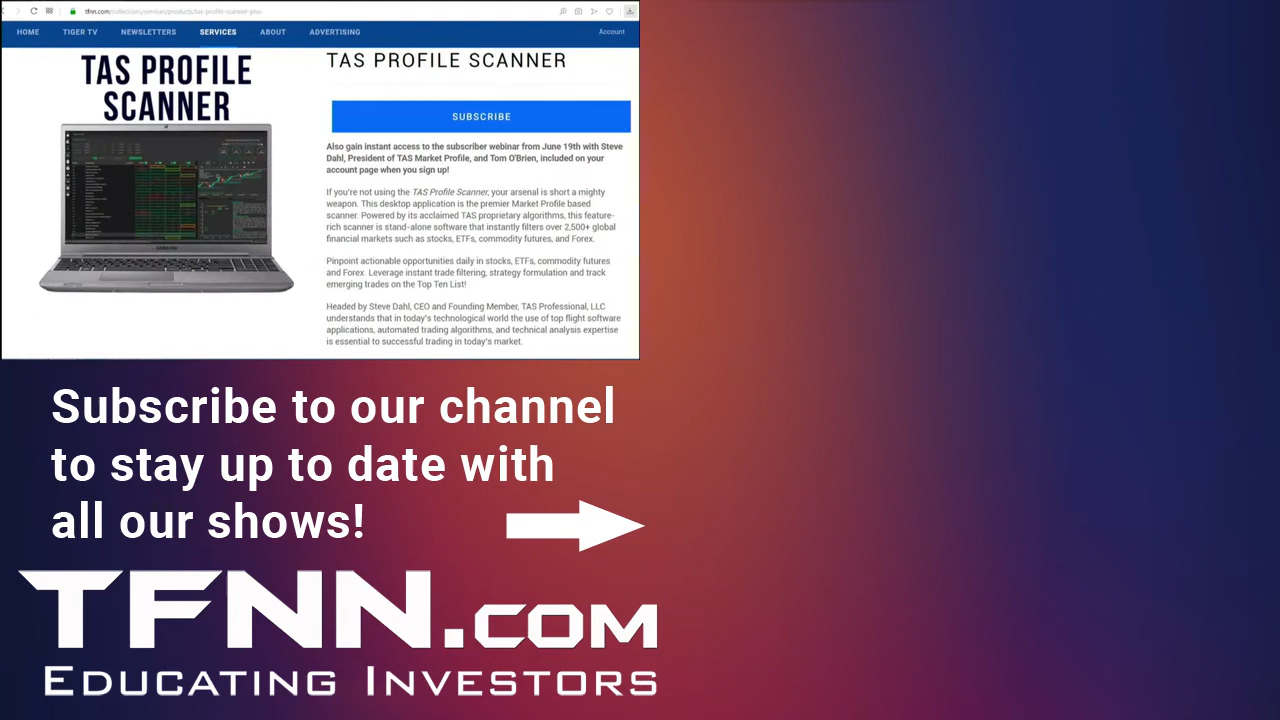 tfnn.com/collections/services/products/tas-profile-scanner-plus
HOME TIGER TV NEWSLETTERS SERVICES ABOUT ADVERTISING Account
TAS PROFILE
SCANNER
TAS PROFILE SCANNER
SUBSCRIBE
Also gain instant access to the subscriber webinar from June 19th with Steve
Dahl, President of TAS Market Profile, and Tom O'Brien, included on your
account page when you sign up!
If you're not using the TAS Profile Scanner, your arsenal is short a mighty
weapon. This desktop application is the premier Market Profile based
scanner. Powered by its acclaimed TAS proprietary algorithms, this feature-
rich scanner is stand-alone software that instantly filters over 2,500+ global
financial markets such as stocks, ETFs, commodity futures, and Forex.
Pinpoint actionable opportunities daily in stocks, ETFs, commodity futures
and Forex. Leverage instant trade filtering, strategy formulation and track
emerging trades on the Top Ten List!
Headed by Steve Dahl, CEO and Founding Member, TAS Professional, LLC
understands that in today's technological world the use of top flight software
applications, automated trading algorithms, and technical analysis expertise
is essential to successful trading in today's market.
Subscribe to our channel
to stay up to date with
all our shows!
TFNN.COM
EDUCATING INVESTORS